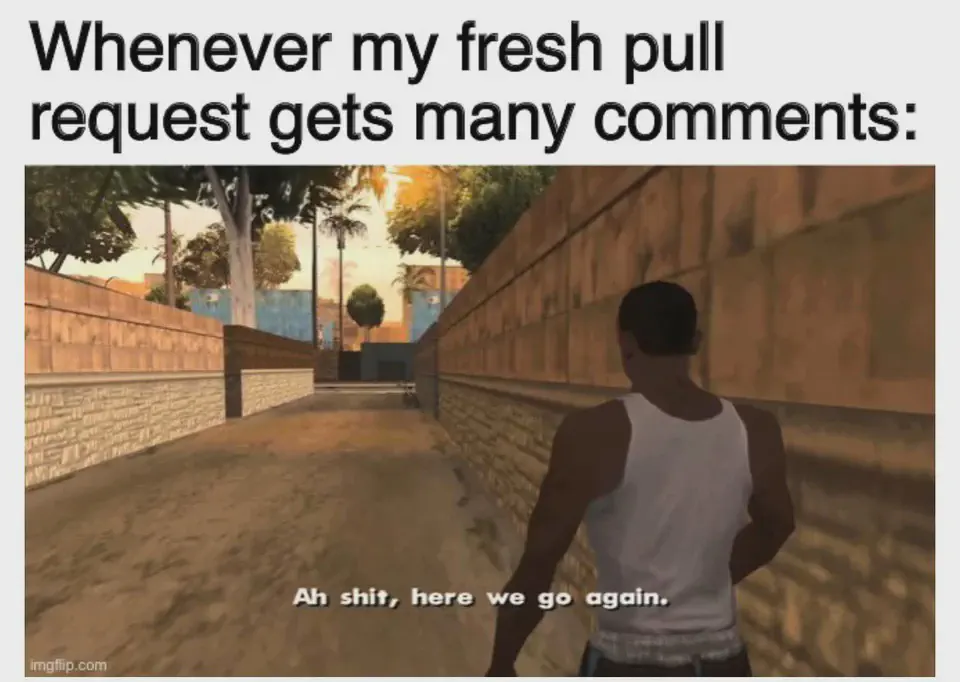 Whenever my fresh pull
request gets many comments:
Ah shit, here we go again.
imgflip.com